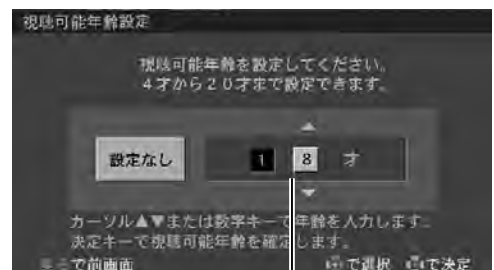 視聴可能年齢設定
視聴可能年齢を設定してください。
4才から20才まで設定できます。
設定なし 1 8 才
カーソル▲▼または数字キーで年齢を入力します。
決定キーで視聴可能年齢を確定します。
で前画面 で選択 で決定